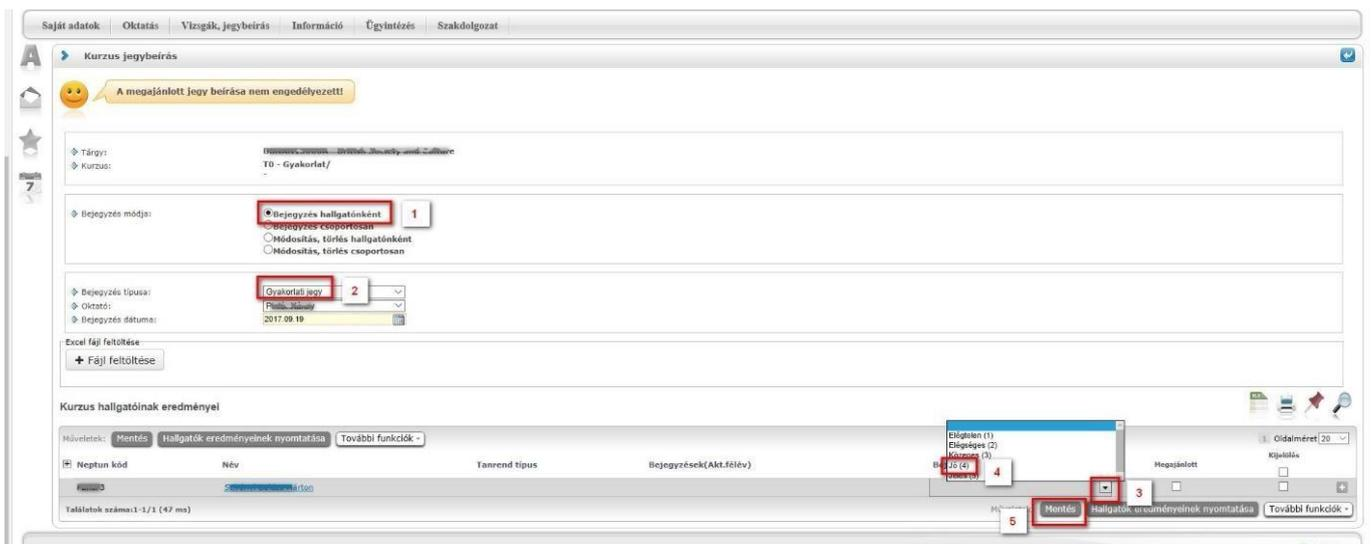 Saját adatok Oktatás Vizsgák, jegybeírás Információ Ügyintézés Szakdolgozat
A
Kurzus jegybeírás
A megajánlott jegy beírása nem engedélyezett!
Tárgy:
Kurzus: T0 - Gyakorlat/
-
7
Bejegyzés módja: Bejegyzés hallgatónként 1
Bejegyzés csoportosan
Módosítás, törlés hallgatónként
Módosítás, törlés csoportosan
Bejegyzés típusa: Gyakorlati jegy 2
Oktató:
Bejegyzés dátuma: 2017.09.19
Excel fájl feltöltése
+ Fájl feltöltése
Kurzus hallgatóinak eredményei
Műveletek: Mentés Hallgatók eredményeinek nyomtatása További funkciók
1 Oldalméret 20
Elégtelen (1)
Elégséges (2)
Közepes (3)
Jó (4) 4
Jeles (5)
Neptun kód Név Tanrend típus Bejegyzések(Akt.félév) Megajánlott Kijelölés
3
Találatok száma:1-1/1 (47 ms)
5 Mentés Hallgatók eredményeinek nyomtatása További funkciók